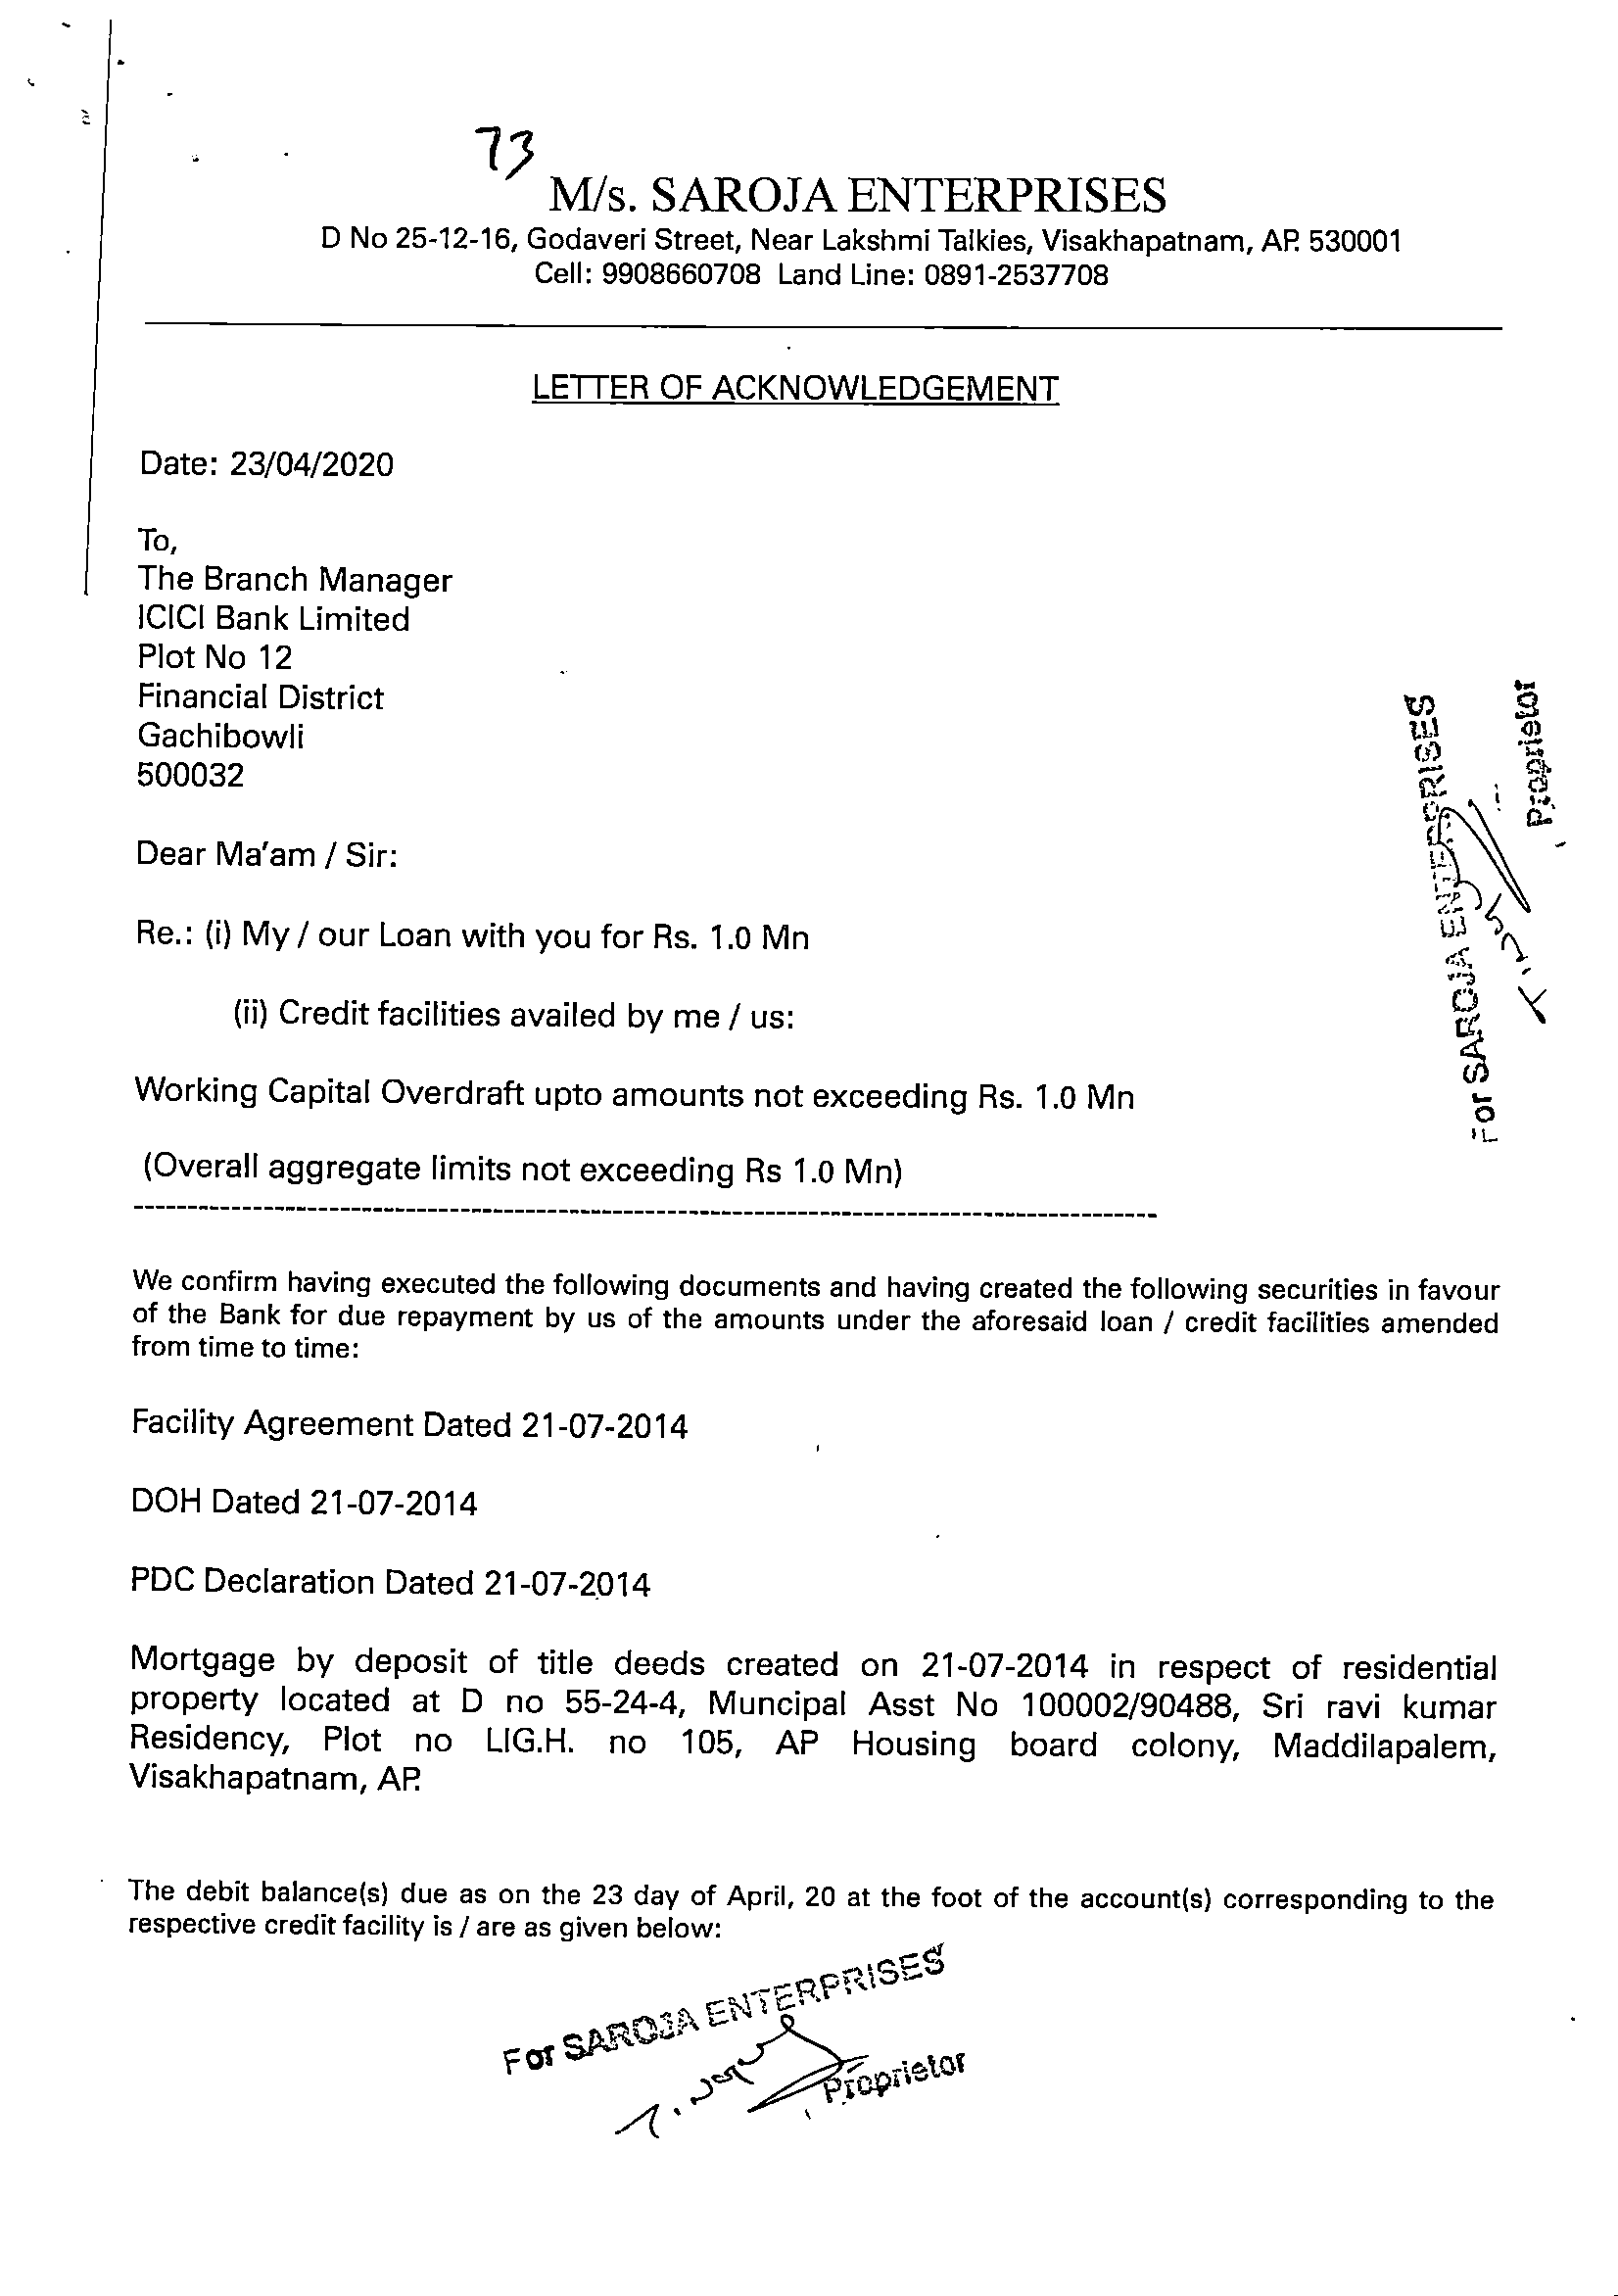 73
M/s. SAROJA ENTERPRISES
D No 25-12-16, Godaveri Street, Near Lakshmi Talkies, Visakhapatnam, AP. 530001
Cell: 9908660708 Land Line: 0891-2537708
LETTER OF ACKNOWLEDGEMENT
Date: 23/04/2020
To,
The Branch Manager
ICICI Bank Limited
Plot No 12
Financial District
Gachibowli
500032
Dear Ma'am / Sir:
Re.: (i) My / our Loan with you for Rs. 1.0 Mn
(ii) Credit facilities availed by me / us:
Working Capital Overdraft upto amounts not exceeding Rs. 1.0 Mn
(Overall aggregate limits not exceeding Rs 1.0 Mn)
For SAROJA ENTERPRISES
Proprietor
We confirm having executed the following documents and having created the following securities in favour
of the Bank for due repayment by us of the amounts under the aforesaid loan / credit facilities amended
from time to time:
Facility Agreement Dated 21-07-2014
DOH Dated 21-07-2014
PDC Declaration Dated 21-07-2014
Mortgage by deposit of title deeds created on 21-07-2014 in respect of residential
property located at D no 55-24-4, Muncipal Asst No 100002/90488, Sri ravi kumar
Residency, Plot no LIG.H. no 105, AP Housing board colony, Maddilapalem,
Visakhapatnam, AP.
The debit balance(s) due as on the 23 day of April, 20 at the foot of the account(s) corresponding to the
respective credit facility is / are as given below:
For SAROJA ENTERPRISES
Proprietor